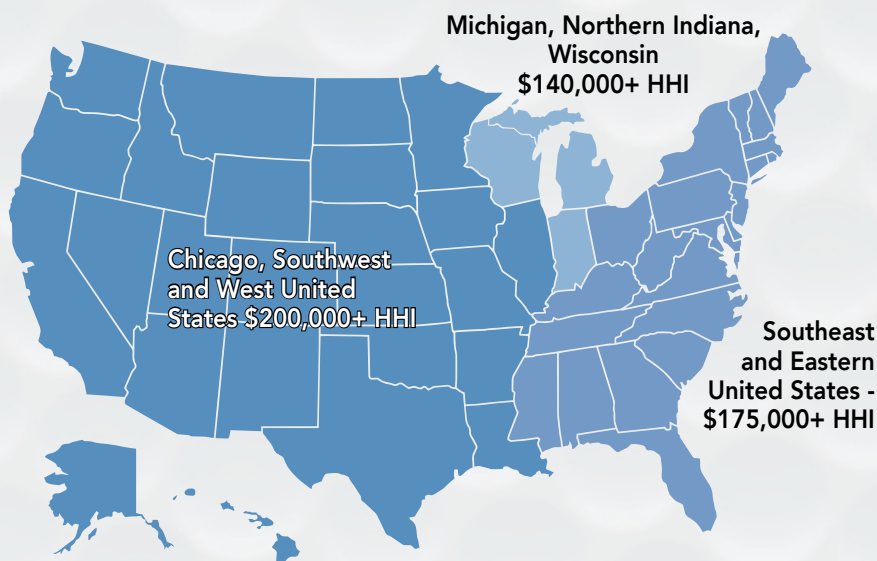 Michigan, Northern Indiana,
Wisconsin
$140,000+ HHI
Chicago, Southwest
and West United
States $200,000+ HHI
Southeast
and Eastern
United States -
$175,000+ HHI